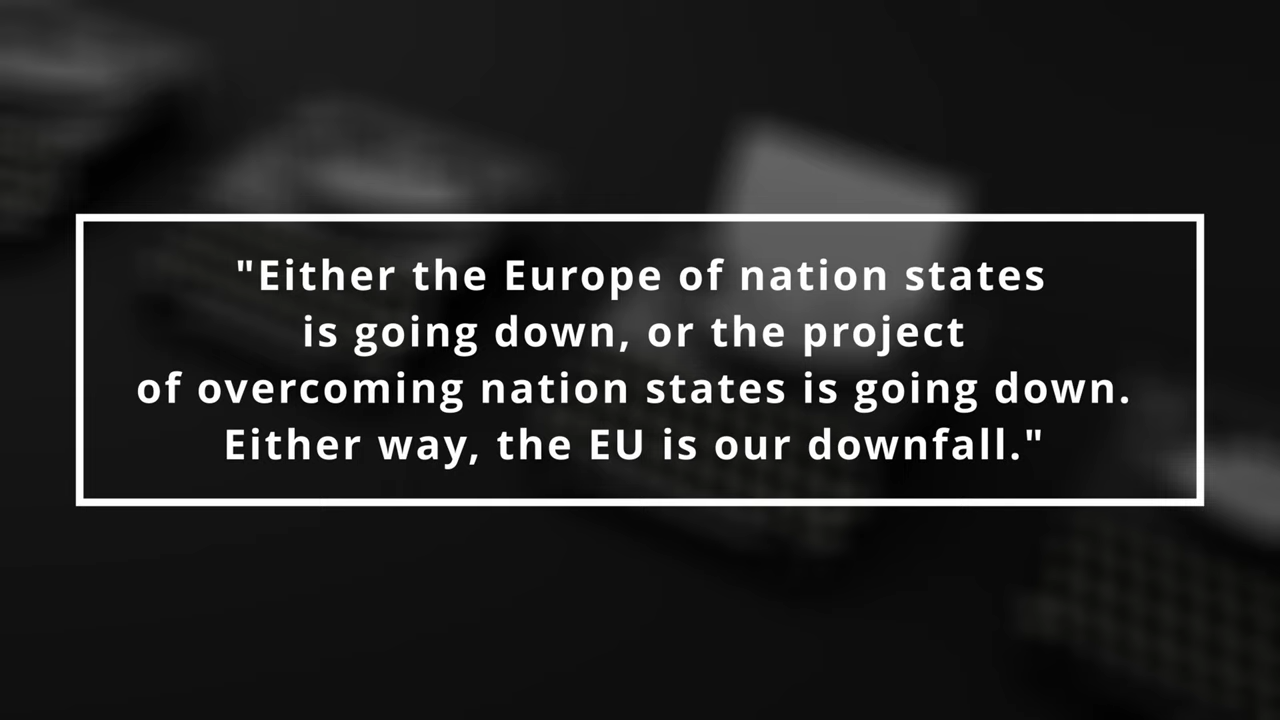 "Either the Europe of nation states
is going down, or the project
of overcoming nation states is going down.
Either way, the EU is our downfall."